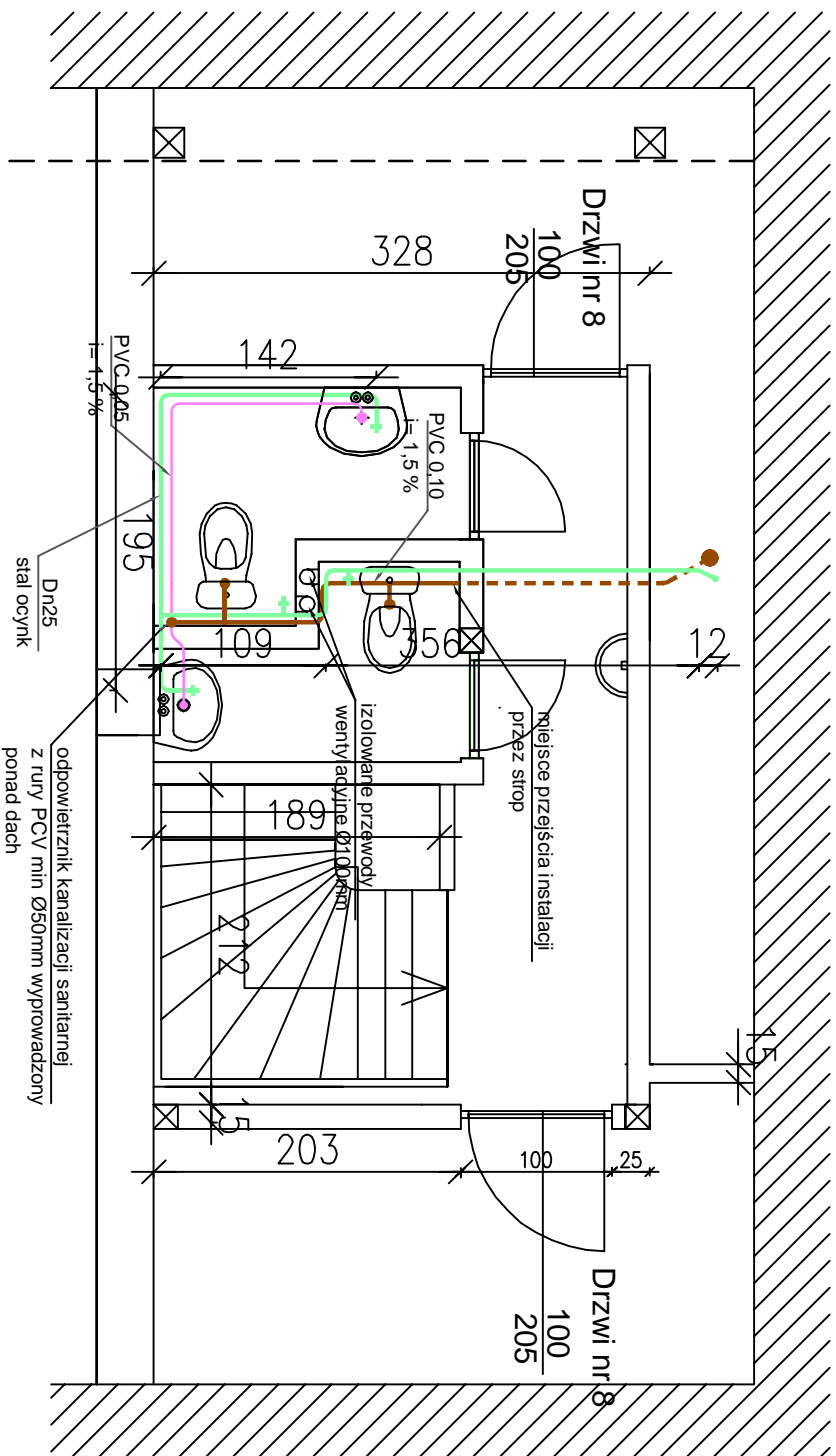 Drzwi nr 8
100
205
328
142
PVC 0,05
i= 1,5 %
PVC 0,10
i= 1,5 %
195
Dn25
stal ocynk
109
356
12
miejsce przejścia instalacji
przez strop
izolowane przewody
wentylacyjne Ø100mm
odpowietrznik kanalizacji sanitarnej
z rury PCV min Ø50mm wyprowadzony
ponad dach
189
212
15
15
203
100
25
Drzwi nr 8
100
205